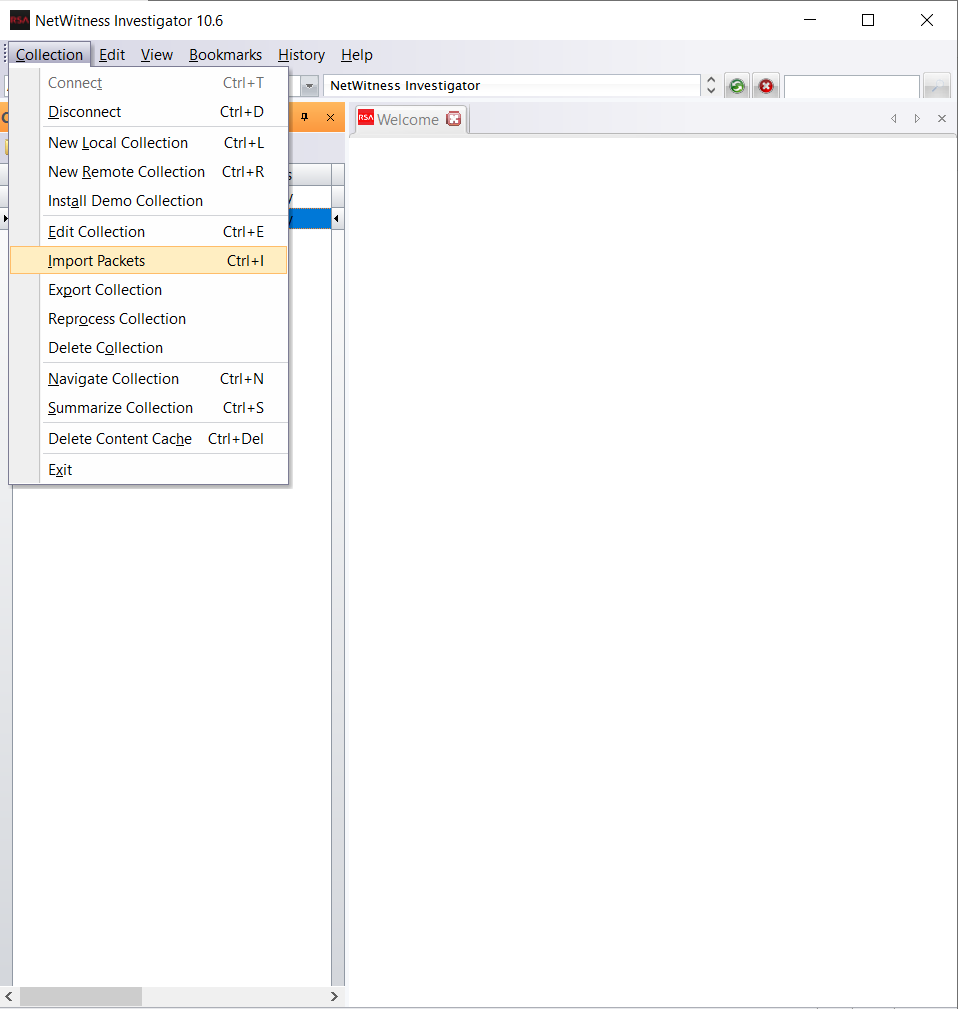 RSA NetWitness Investigator 10.6
Collection Edit View Bookmarks History Help
NetWitness Investigator
RSA Welcome
Connect Ctrl+T
Disconnect Ctrl+D
New Local Collection Ctrl+L
New Remote Collection Ctrl+R
Install Demo Collection
Edit Collection Ctrl+E
Import Packets Ctrl+I
Export Collection
Reprocess Collection
Delete Collection
Navigate Collection Ctrl+N
Summarize Collection Ctrl+S
Delete Content Cache Ctrl+Del
Exit